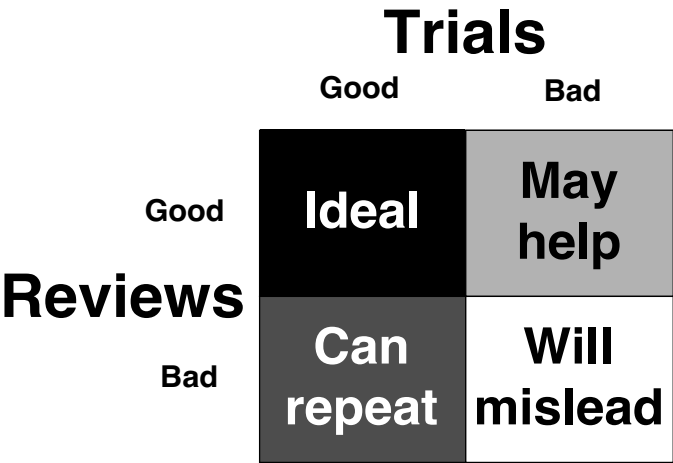 Trials
Good Bad
Good Ideal May
help
Reviews
Bad Can
repeat Will
mislead